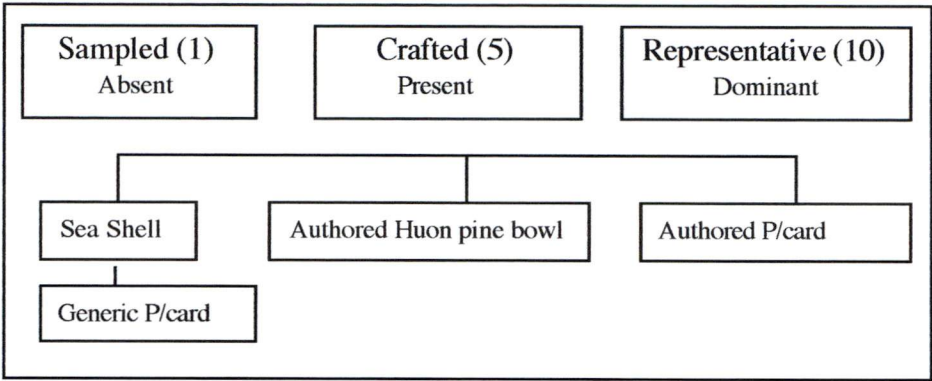 Sampled (1)
Absent
Crafted (5)
Present
Representative (10)
Dominant
Sea Shell
Authored Huon pine bowl
Authored P/card
Generic P/card